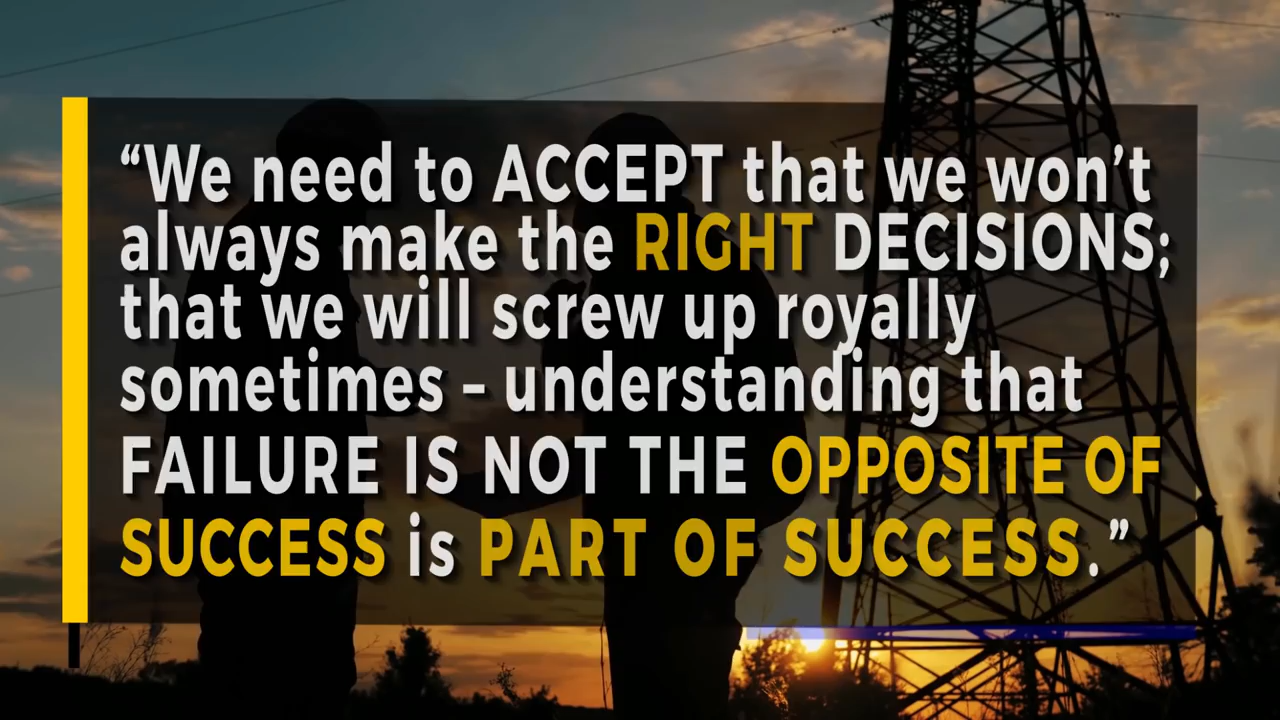 “We need to ACCEPT that we won’t
always make the RIGHT DECISIONS;
that we will screw up royally
sometimes – understanding that
FAILURE IS NOT THE OPPOSITE OF
SUCCESS is PART OF SUCCESS.”